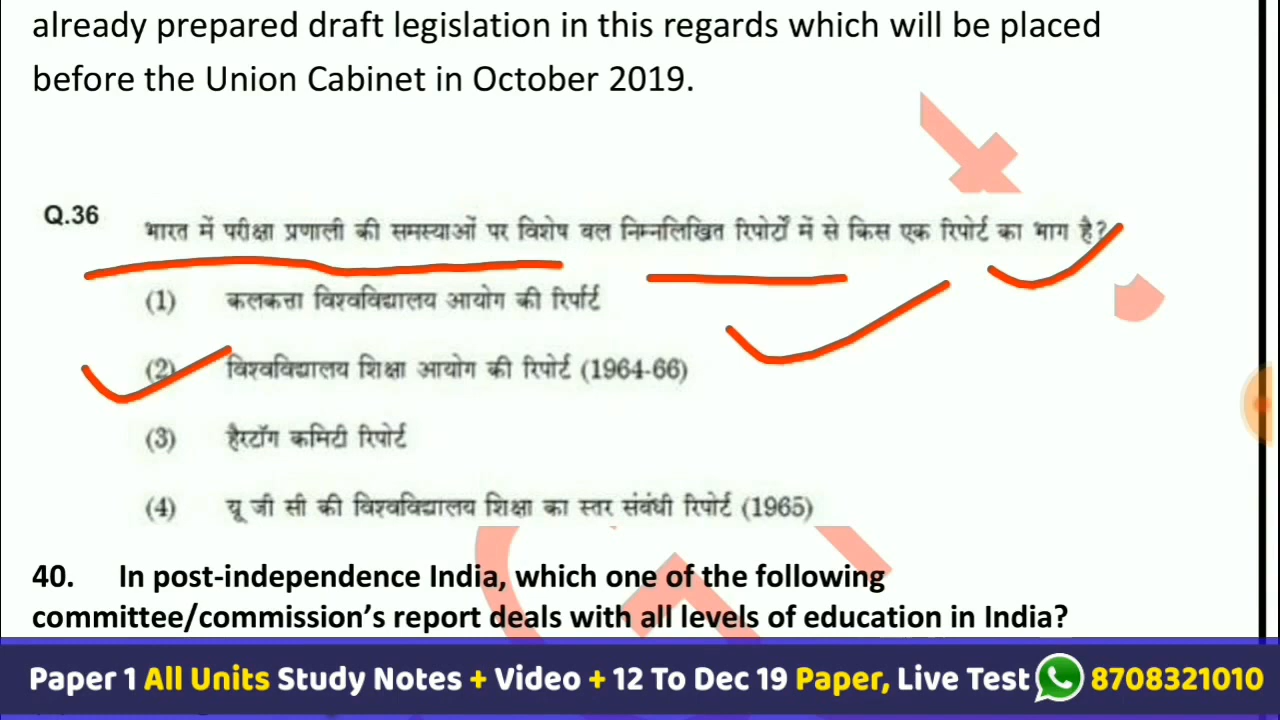 already prepared draft legislation in this regards which will be placed
before the Union Cabinet in October 2019.
Q.36
भारत में परीक्षा प्रणाली की समस्याओं पर विशेष बल निम्नलिखित रिपोर्टों में से किस एक रिपोर्ट का भाग है?
(1) कलकत्ता विश्वविद्यालय आयोग की रिर्पोर्ट
(2) विश्वविद्यालय शिक्षा आयोग की रिपोर्ट (1964-66)
(3) हैरटॉग कमिटी रिपोर्ट
(4) यू जी सी की विश्वविद्यालय शिक्षा का स्तर संबंधी रिपोर्ट (1965)
40. In post-independence India, which one of the following
committee/commission's report deals with all levels of education in India?
Paper 1 All Units Study Notes + Video + 12 To Dec 19 Paper, Live Test 8708321010